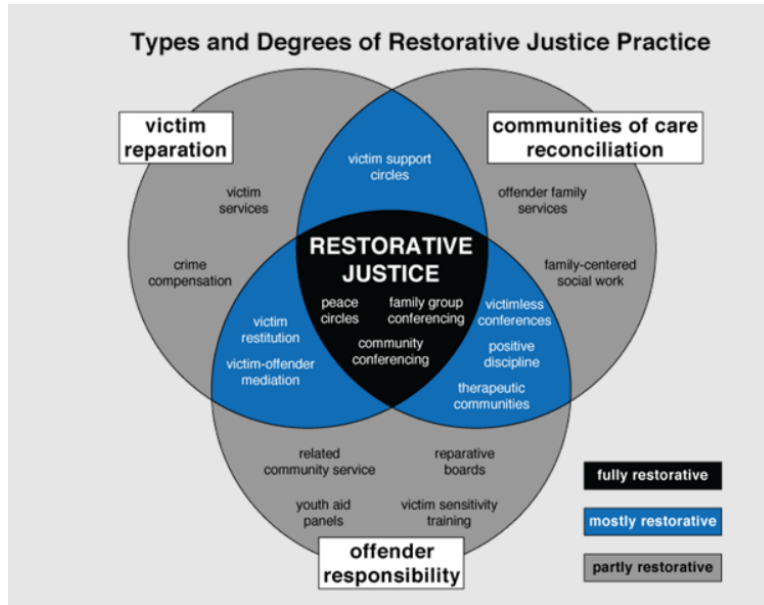 Types and Degrees of Restorative Justice Practice
victim
reparation
communities of care
reconciliation
victim support
circles
victim
services
offender family
services
crime
compensation
family-centered
social work
RESTORATIVE
JUSTICE
peace
circles
family group
conferencing
community
conferencing
victim
restitution
victim-offender
mediation
victimless
conferences
positive
discipline
therapeutic
communities
related
community service
reparative
boards
youth aid
panels
victim sensitivity
training
offender
responsibility
fully restorative
mostly restorative
partly restorative